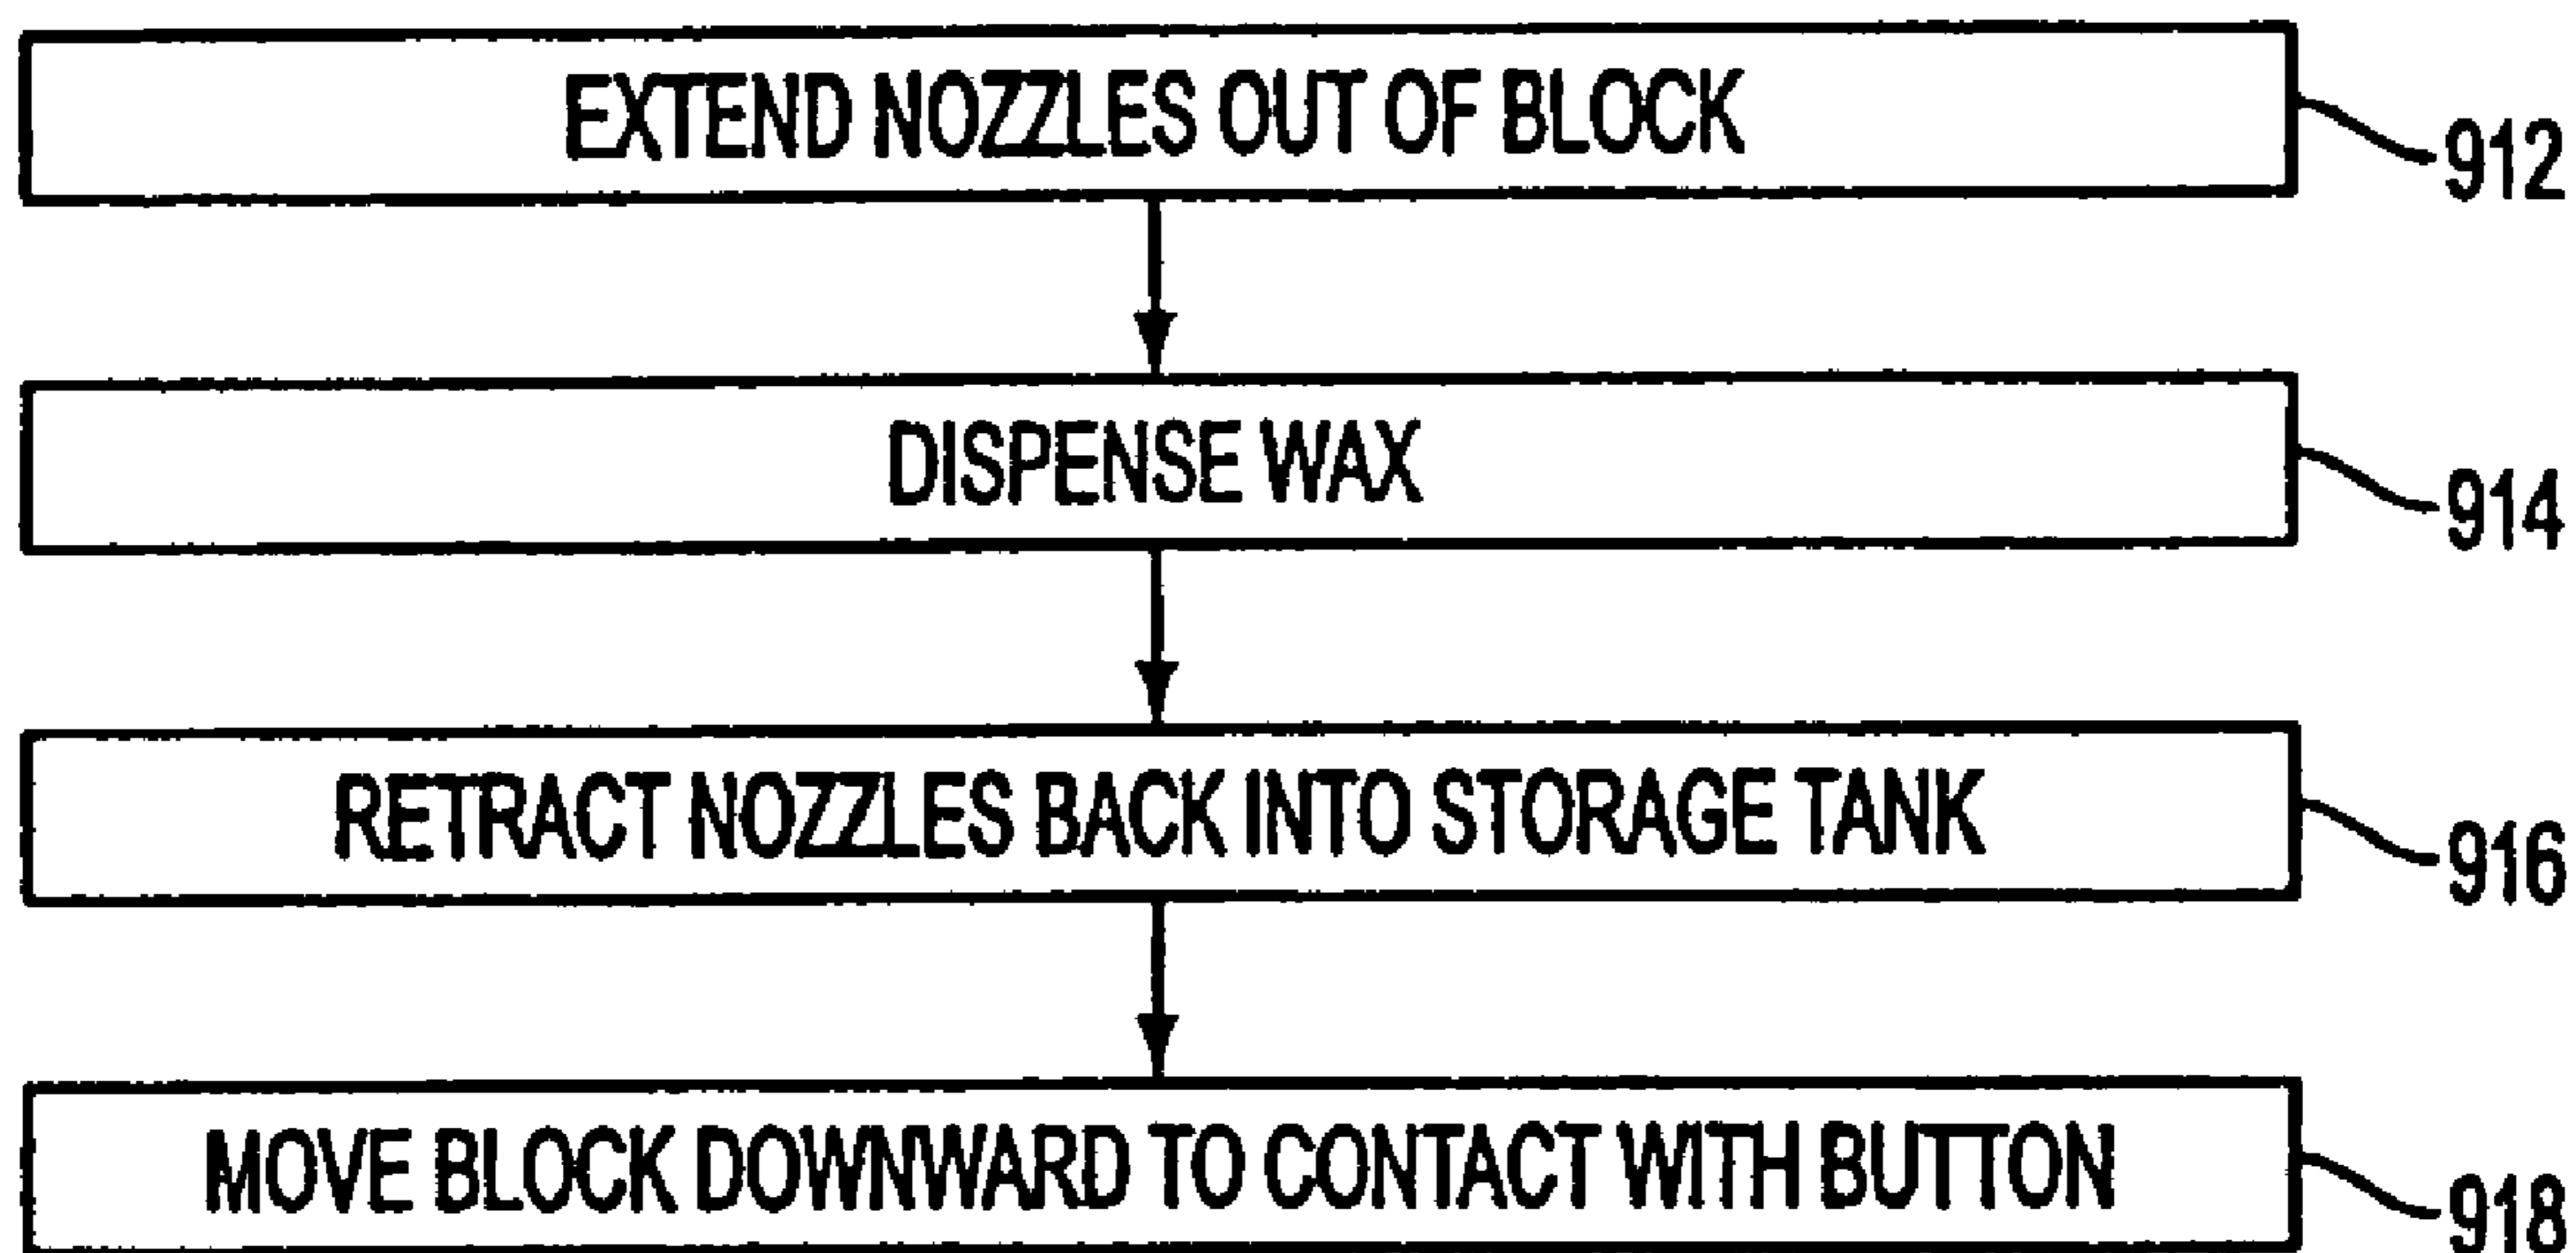 EXTEND NOZZLES OUT OF BLOCK
912
DISPENSE WAX
914
RETRACT NOZZLES BACK INTO STORAGE TANK
916
MOVE BLOCK DOWNWARD TO CONTACT WITH BUTTON
918